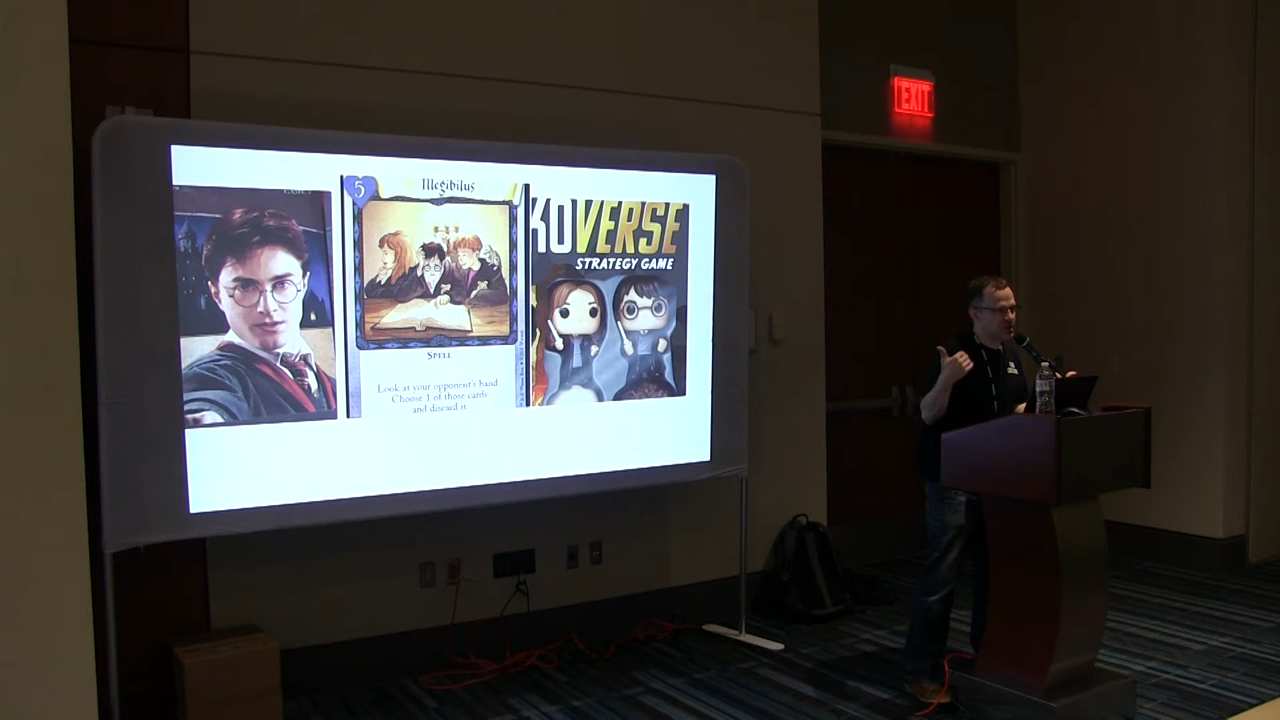 5
Illegibilus
SPELL
Look at your opponent's hand
Choose 1 of those cards
and discard it.
KOVERSE
STRATEGY GAME
EXIT